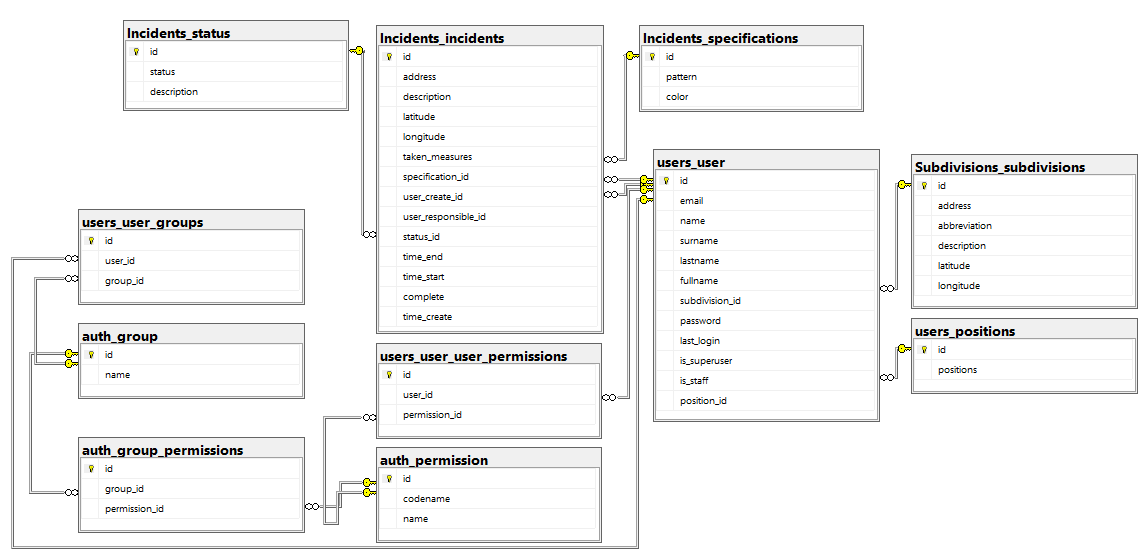 Incidents_status
id
status
description
Incidents_incidents
id
address
description
latitude
longitude
taken_measures
specification_id
user_create_id
user_responsible_id
status_id
time_end
time_start
complete
time_create
Incidents_specifications
id
pattern
color
users_user
id
email
name
surname
lastname
fullname
subdivision_id
password
last_login
is_superuser
is_staff
position_id
Subdivisions_subdivisions
id
address
abbreviation
description
latitude
longitude
users_positions
id
positions
users_user_groups
id
user_id
group_id
auth_group
id
name
auth_group_permissions
id
group_id
permission_id
users_user_user_permissions
id
user_id
permission_id
auth_permission
id
codename
name